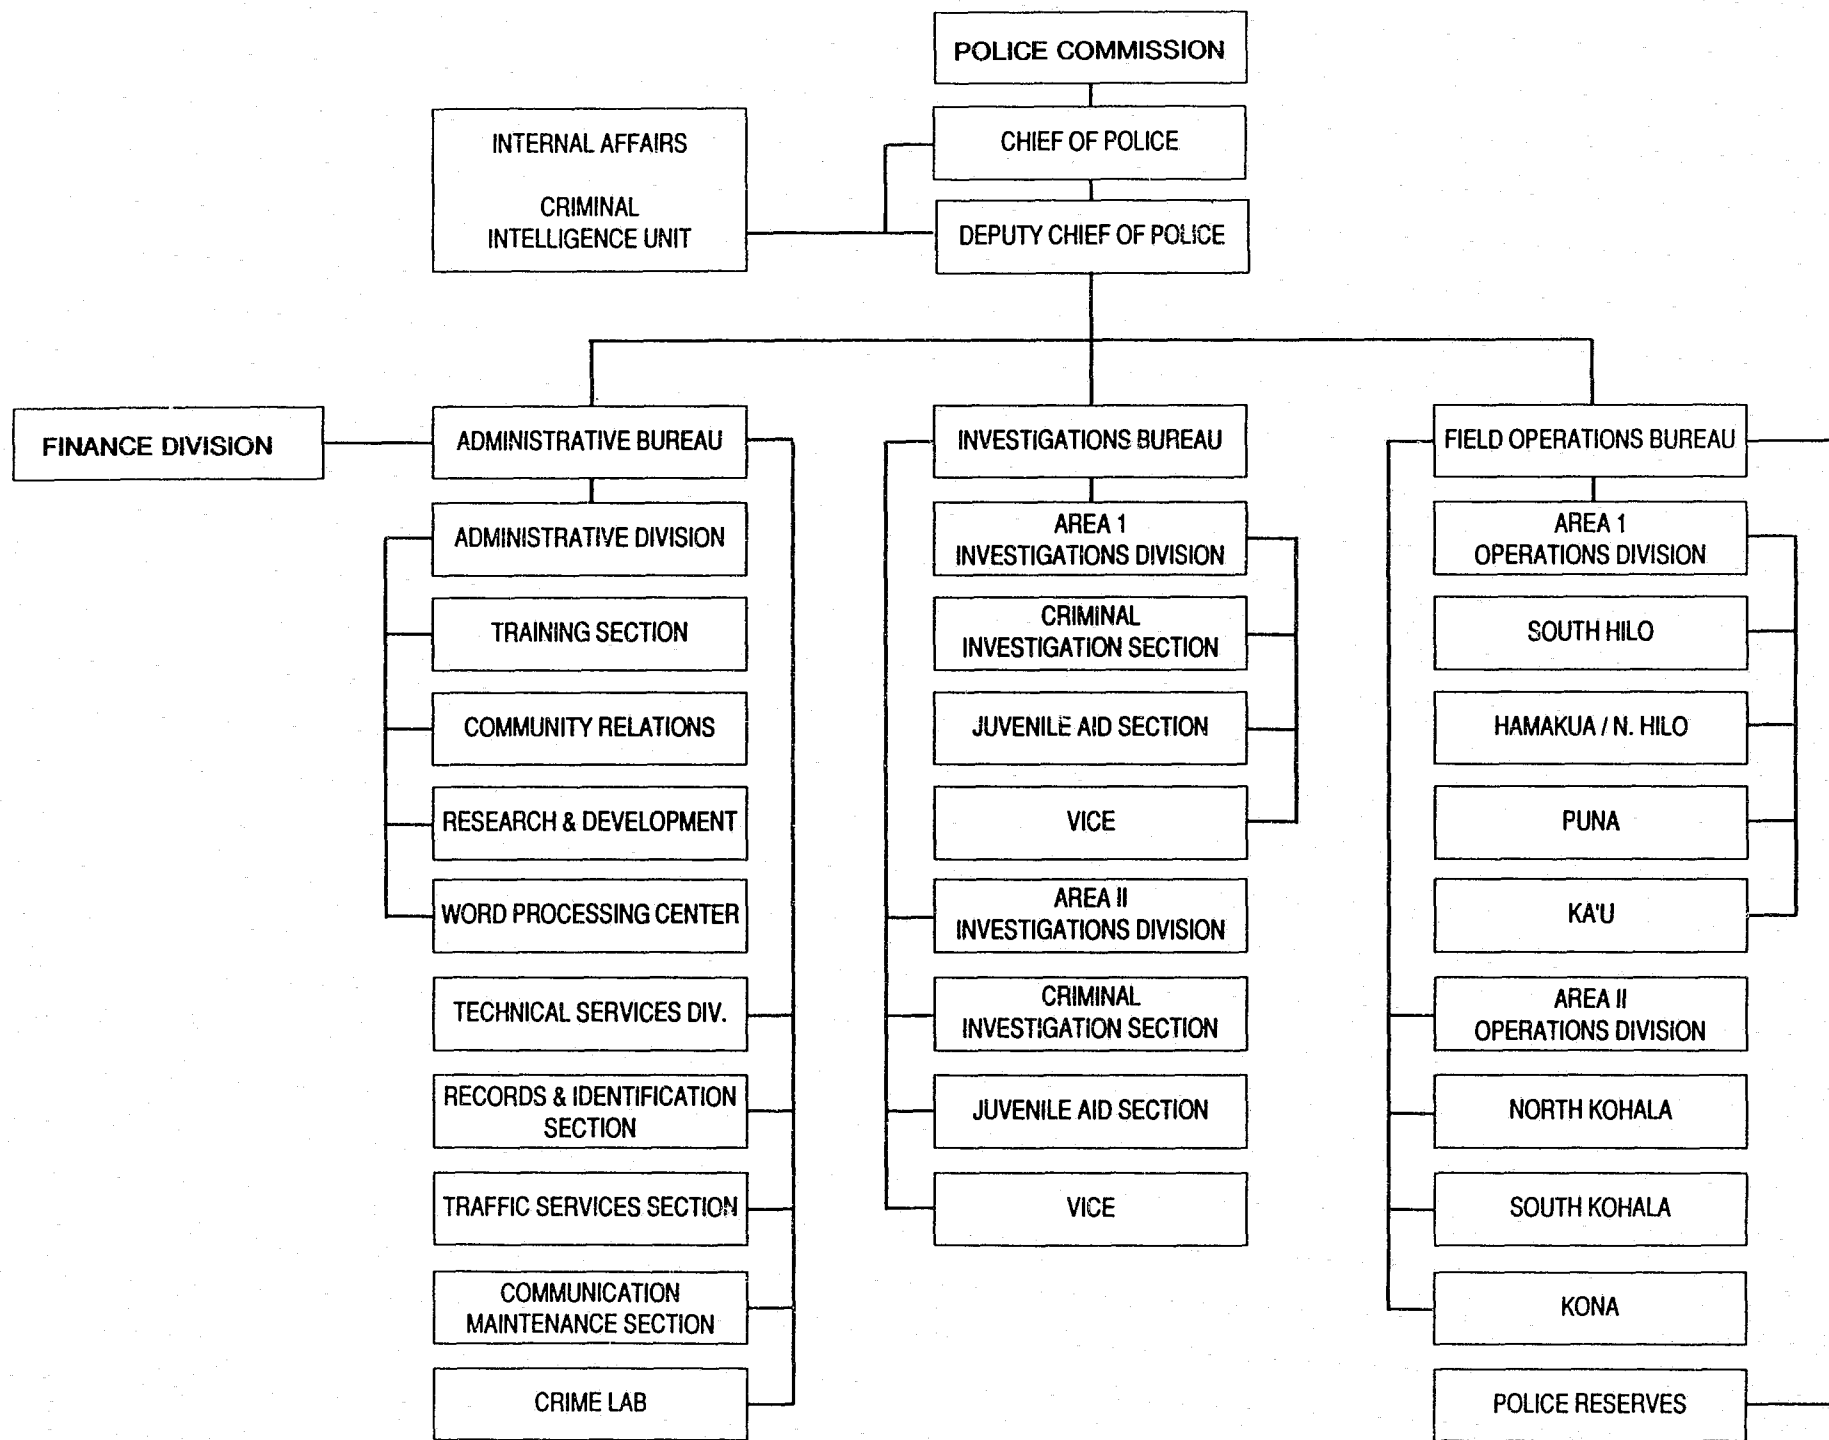 POLICE COMMISSION
INTERNAL AFFAIRS
CRIMINAL
INTELLIGENCE UNIT
CHIEF OF POLICE
DEPUTY CHIEF OF POLICE
FINANCE DIVISION
ADMINISTRATIVE BUREAU
ADMINISTRATIVE DIVISION
TRAINING SECTION
COMMUNITY RELATIONS
RESEARCH & DEVELOPMENT
WORD PROCESSING CENTER
TECHNICAL SERVICES DIV.
RECORDS & IDENTIFICATION
SECTION
TRAFFIC SERVICES SECTION
COMMUNICATION
MAINTENANCE SECTION
CRIME LAB
INVESTIGATIONS BUREAU
AREA 1
INVESTIGATIONS DIVISION
CRIMINAL
INVESTIGATION SECTION
JUVENILE AID SECTION
VICE
AREA II
INVESTIGATIONS DIVISION
CRIMINAL
INVESTIGATION SECTION
JUVENILE AID SECTION
VICE
FIELD OPERATIONS BUREAU
AREA 1
OPERATIONS DIVISION
SOUTH HILO
HAMAKUA / N. HILO
PUNA
KA'U
AREA II
OPERATIONS DIVISION
NORTH KOHALA
SOUTH KOHALA
KONA
POLICE RESERVES